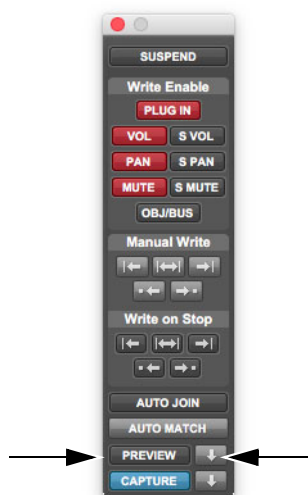 SUSPEND
Write Enable
PLUG IN
VOL S VOL
PAN S PAN
MUTE S MUTE
OBJ/BUS
Manual Write
Write on Stop
AUTO JOIN
AUTO MATCH
PREVIEW
CAPTURE